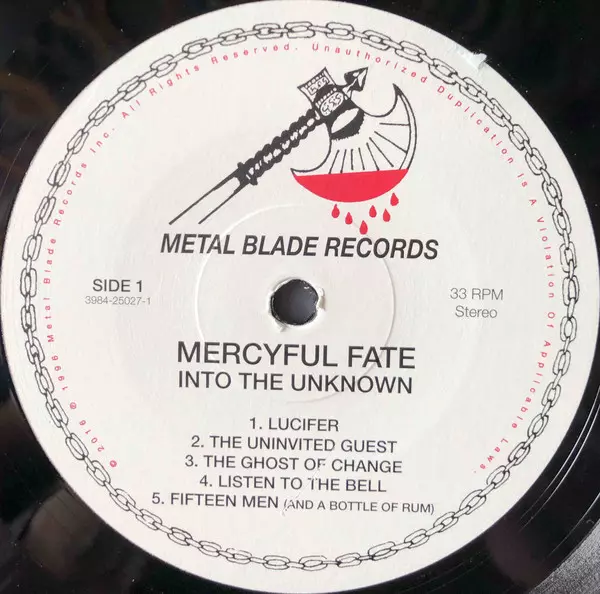 © 2016 ℗ 1996 Metal Blade Records Inc. All Rights Reserved. Unauthorized Duplication Is A Violation Of Applicable Laws.
METAL BLADE RECORDS
SIDE 1
3984-25027-1
33 RPM
Stereo
MERCYFUL FATE
INTO THE UNKNOWN
1. LUCIFER
2. THE UNINVITED GUEST
3. THE GHOST OF CHANGE
4. LISTEN TO THE BELL
5. FIFTEEN MEN (AND A BOTTLE OF RUM)